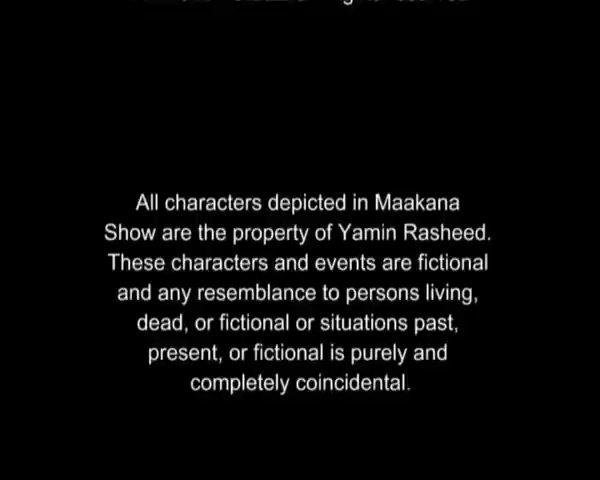 All characters depicted in Maakana
Show are the property of Yamin Rasheed.
These characters and events are fictional
and any resemblance to persons living,
dead, or fictional or situations past,
present, or fictional is purely and
completely coincidental.